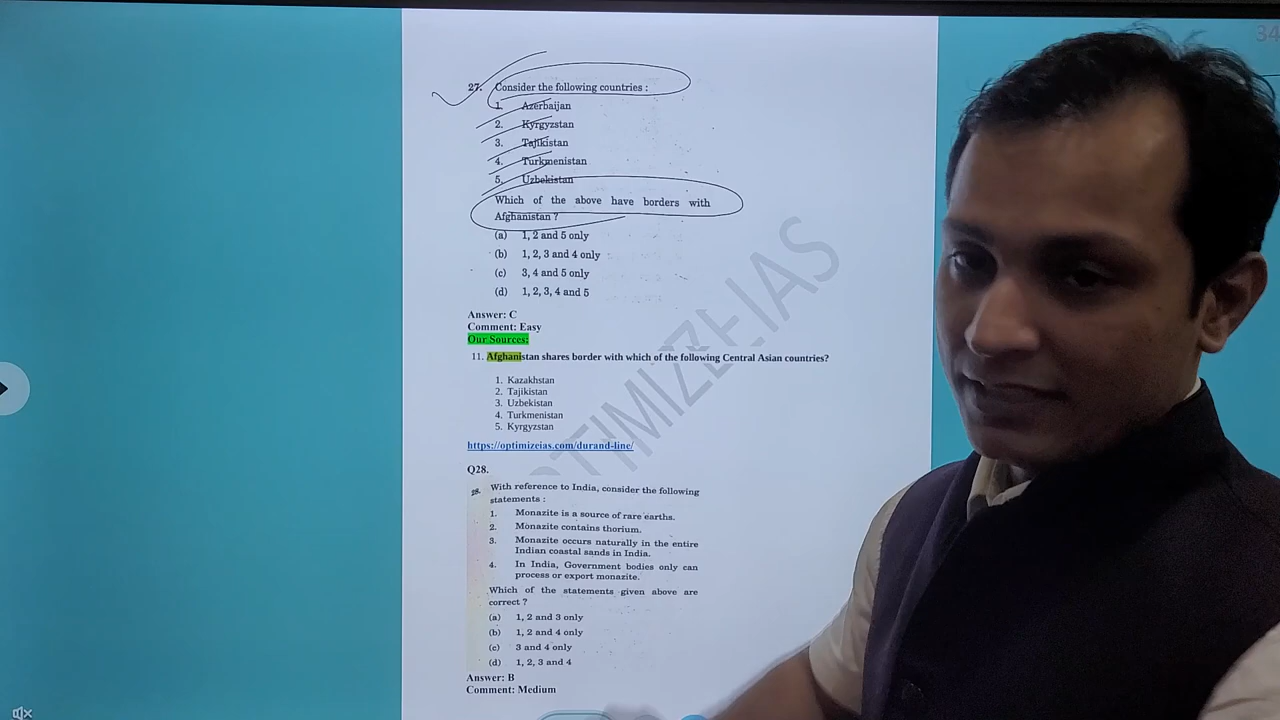 34
27. Consider the following countries :
1. Azerbaijan
2. Kyrgyzstan
3. Tajikistan
4. Turkmenistan
5. Uzbekistan
Which of the above have borders with
Afghanistan ?
(a) 1, 2 and 5 only
(b) 1, 2, 3 and 4 only
(c) 3, 4 and 5 only
(d) 1, 2, 3, 4 and 5
Answer: C
Comment: Easy
Our Sources:
11. Afghanistan shares border with which of the following Central Asian countries?
1. Kazakhstan
2. Tajikistan
3. Uzbekistan
4. Turkmenistan
5. Kyrgyzstan
https://optimizeias.com/durand-line/
OPTIMIZE IAS
Q28.
28. With reference to India, consider the following
statements :
1. Monazite is a source of rare earths.
2. Monazite contains thorium.
3. Monazite occurs naturally in the entire
Indian coastal sands in India.
4. In India, Government bodies only can
process or export monazite.
Which of the statements given above are
correct ?
(a) 1, 2 and 3 only
(b) 1, 2 and 4 only
(c) 3 and 4 only
(d) 1, 2, 3 and 4
Answer: B
Comment: Medium